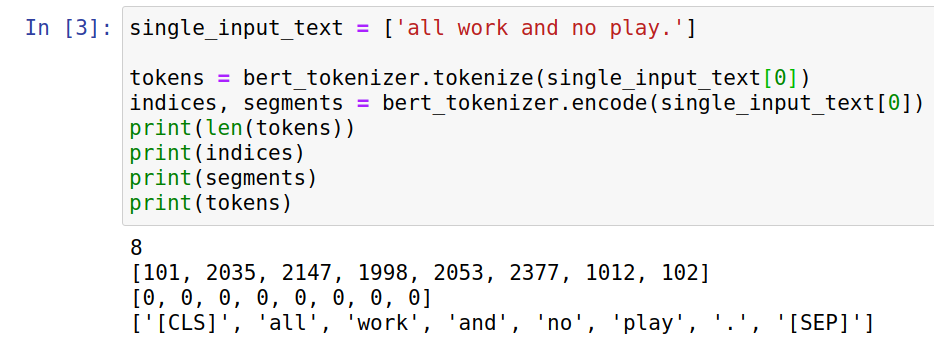 In [3]: single_input_text = ['all work and no play.']
tokens = bert_tokenizer.tokenize(single_input_text[0])
indices, segments = bert_tokenizer.encode(single_input_text[0])
print(len(tokens))
print(indices)
print(segments)
print(tokens)
8
[101, 2035, 2147, 1998, 2053, 2377, 1012, 102]
[0, 0, 0, 0, 0, 0, 0, 0]
['[CLS]', 'all', 'work', 'and', 'no', 'play', '.', '[SEP]']